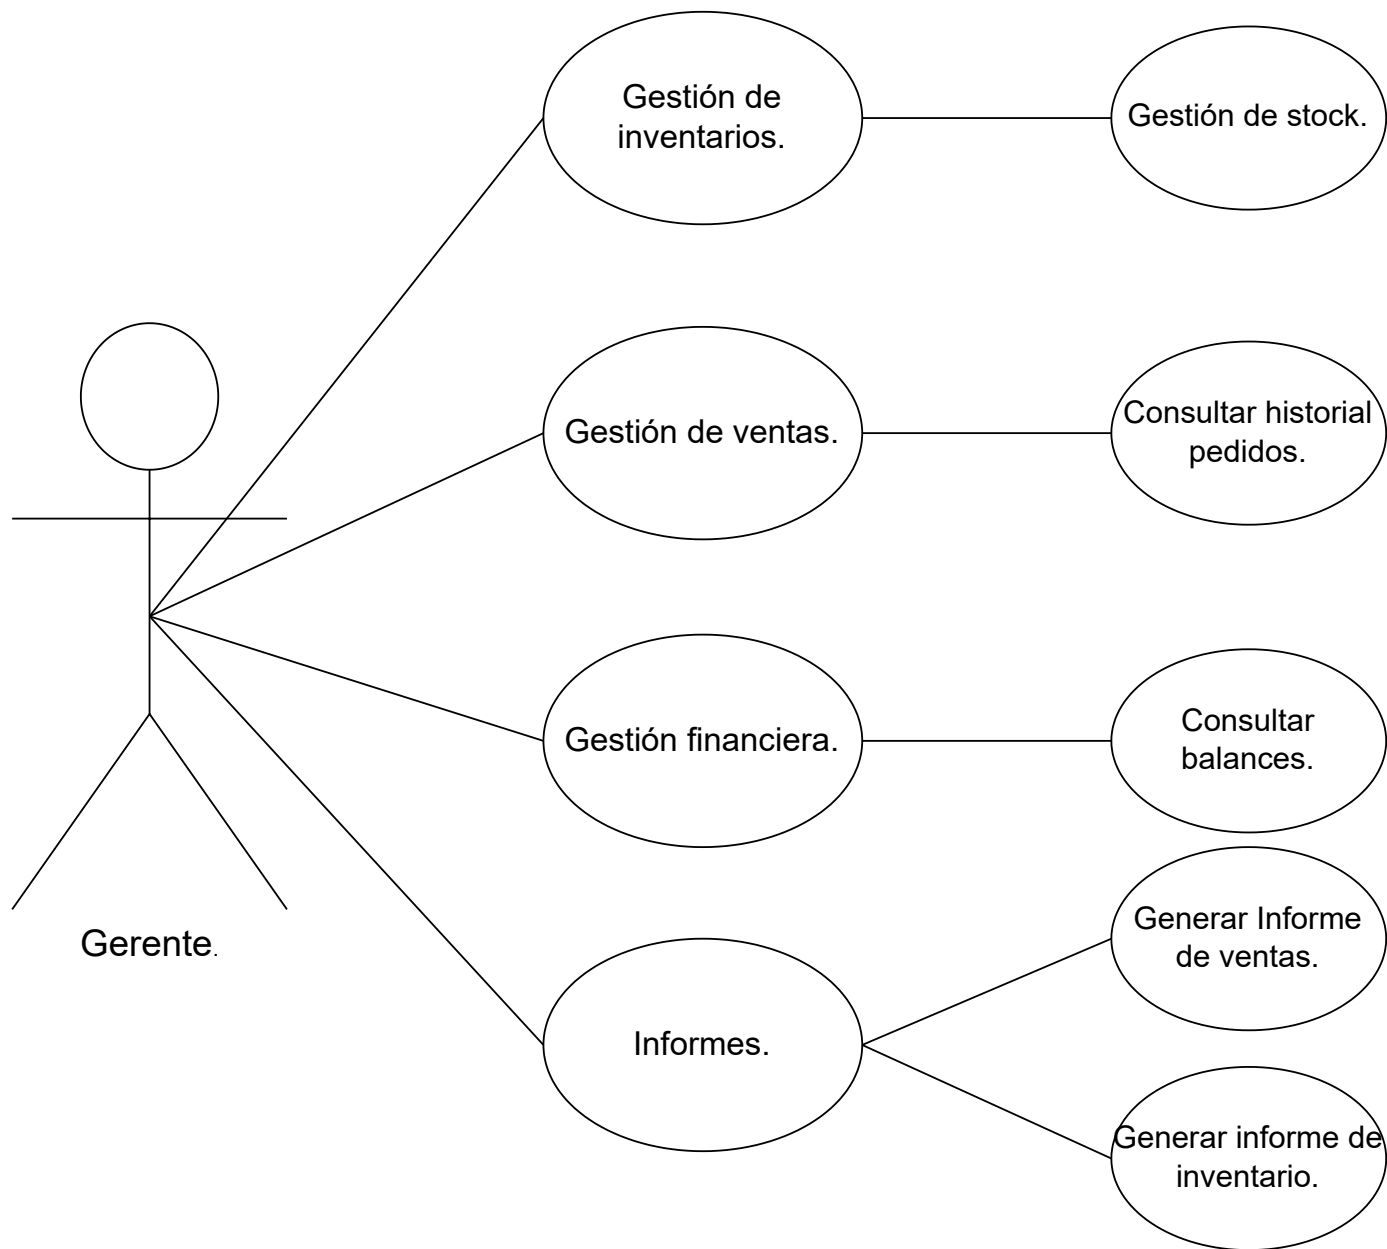 Gestión de
inventarios.
Gestión de stock.
Gestión de ventas.
Consultar historial
pedidos.
Gestión financiera.
Consultar
balances.
Generar Informe
de ventas.
Gerente.
Informes.
Generar informe de
inventario.